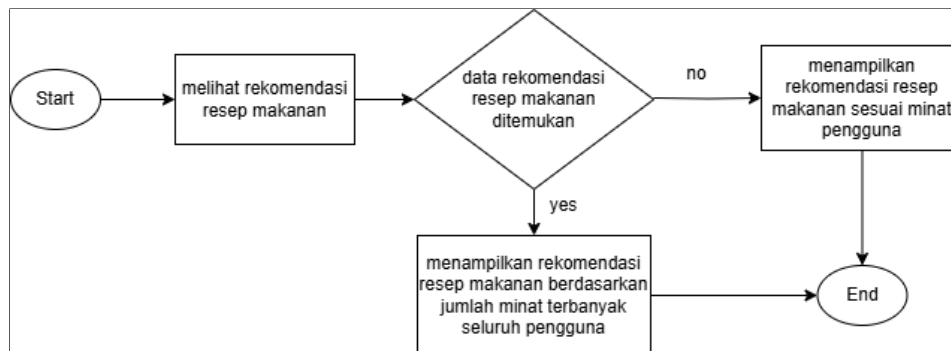 Start
melihat rekomendasi
resep makanan
data rekomendasi
resep makanan
ditemukan
no
menampilkan
rekomendasi resep
makanan sesuai minat
pengguna
yes
menampilkan rekomendasi
resep makanan berdasarkan
jumlah minat terbanyak
seluruh pengguna
End